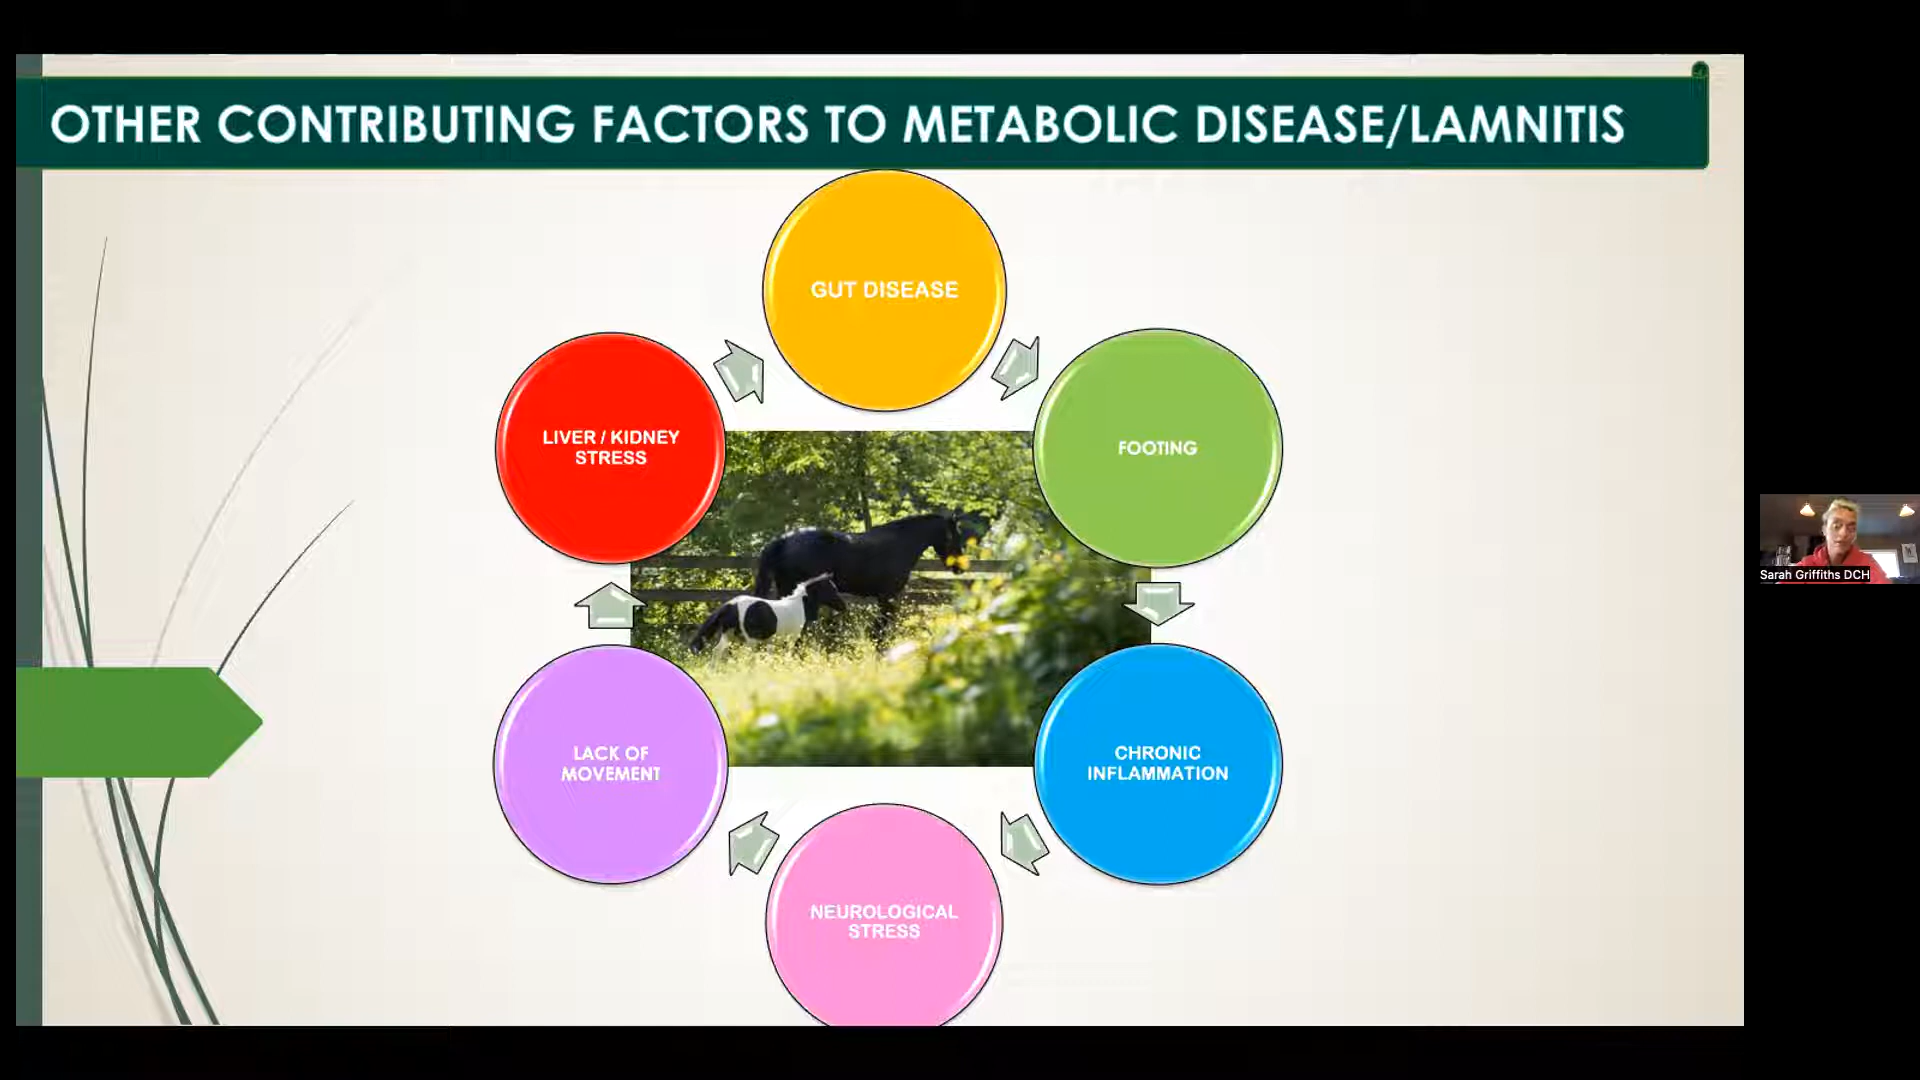 OTHER CONTRIBUTING FACTORS TO METABOLIC DISEASE/LAMNITIS
GUT DISEASE
FOOTING
CHRONIC
INFLAMMATION
NEUROLOGICAL
STRESS
LACK OF
MOVEMENT
LIVER / KIDNEY
STRESS
Sarah Griffiths DCH